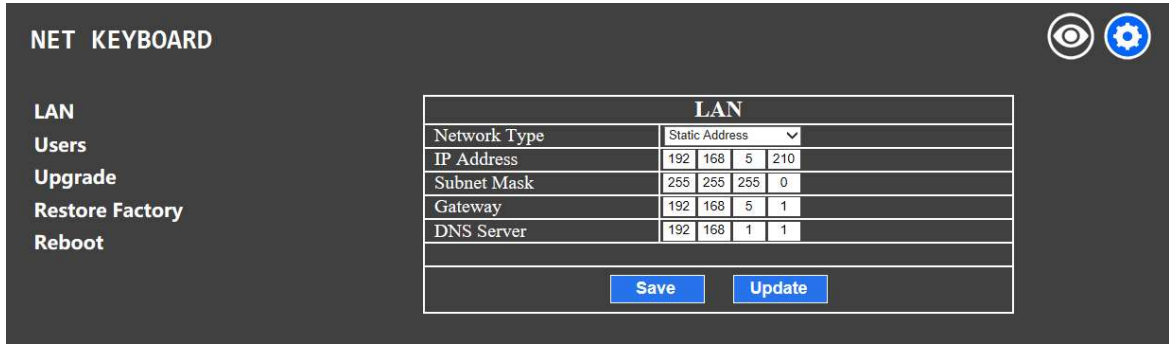 NET KEYBOARD
LAN
Users
Upgrade
Restore Factory
Reboot
LAN
Network Type Static Address
IP Address 192 168 5 210
Subnet Mask 255 255 255 0
Gateway 192 168 5 1
DNS Server 192 168 1 1
Save Update